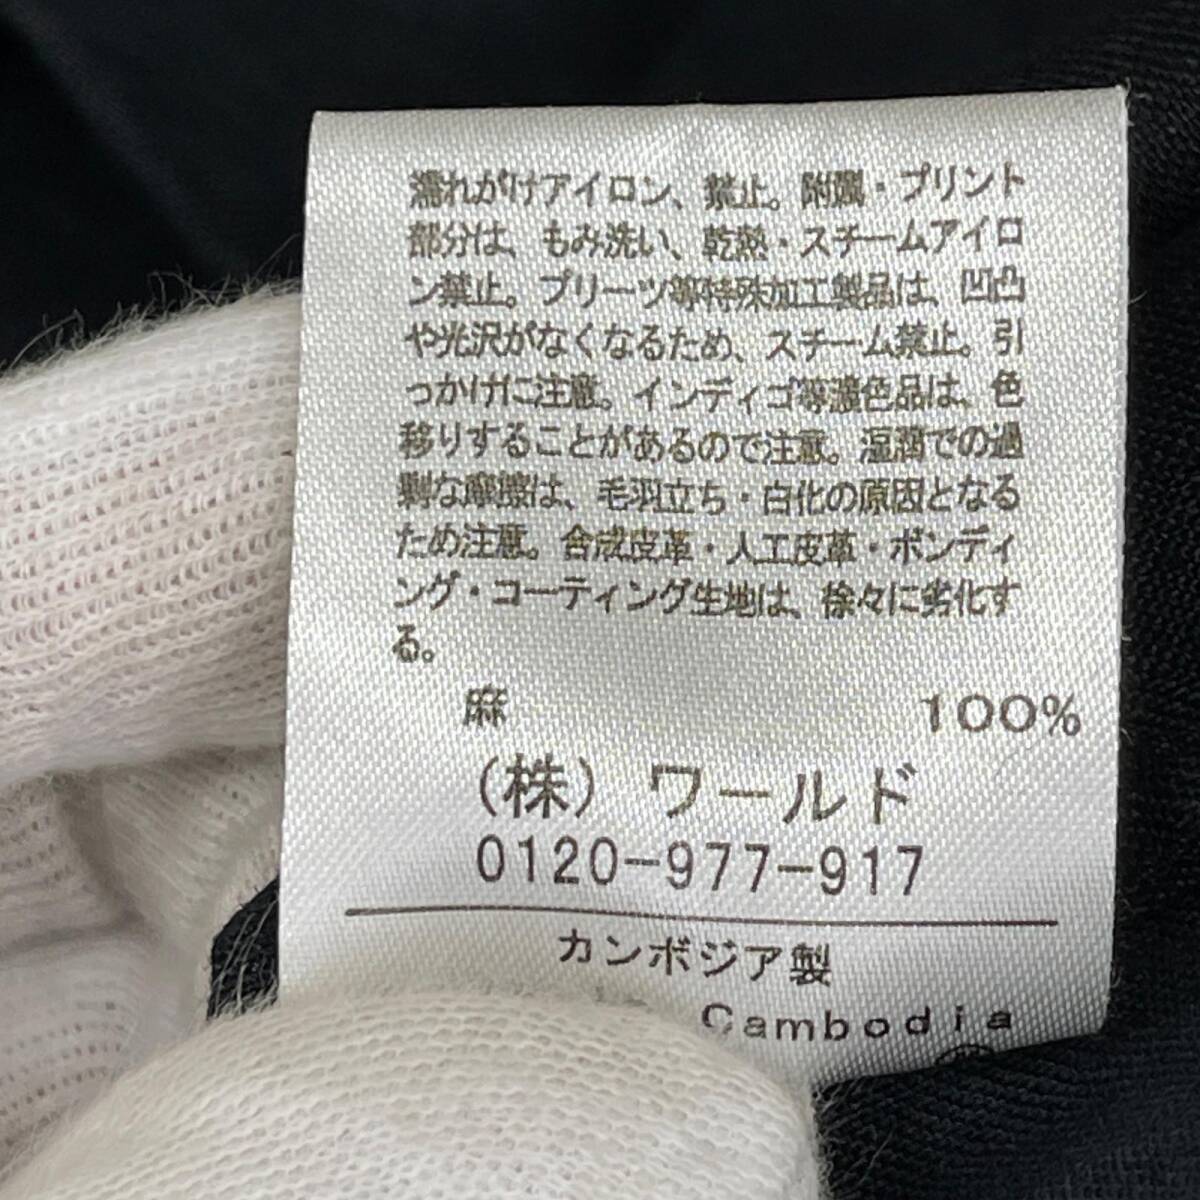 濡れがけアイロン、禁止。附属・プリント
部分は、もみ洗い、乾熱・スチームアイロ
ン禁止。プリーツ等特殊加工製品は、凹凸
や光沢がなくなるため、スチーム禁止。引
っかけに注意。インディゴ等濃色品は、色
移りすることがあるので注意。湿潤での過
剰な摩擦は、毛羽立ち・白化の原因となる
ため注意。合成皮革・人工皮革・ボンディ
ング・コーティング生地は、徐々に劣化す
る。
麻 100%
(株) ワールド
0120-977-917
カンボジア製
Cambodia